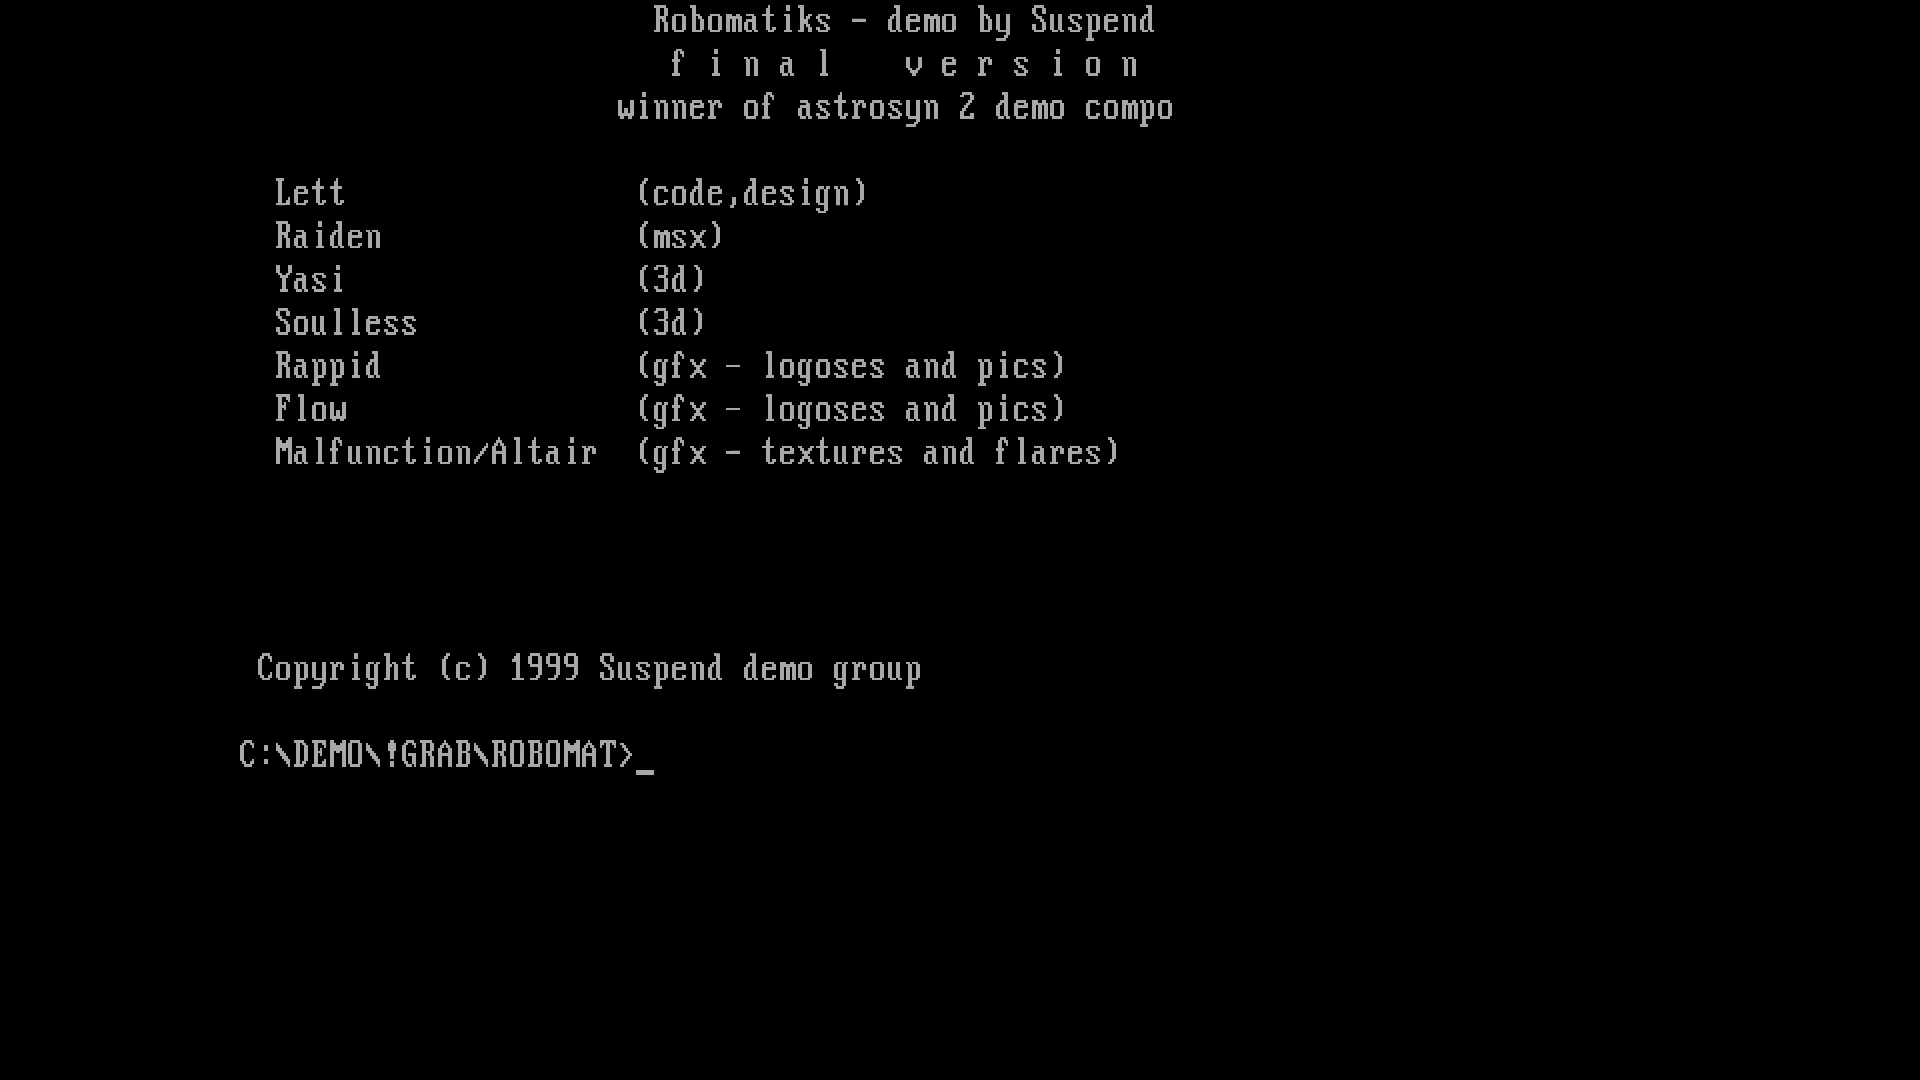 Robomatiks - demo by Suspend
f i n a l   v e r s i o n
winner of astrosyn 2 demo compo
Lett (code,design)
Raiden (msx)
Yasi (3d)
Soulless (3d)
Rappid (gfx - logoses and pics)
Flow (gfx - logoses and pics)
Malfunction/Altair (gfx - textures and flares)
Copyright (c) 1999 Suspend demo group
C:\DEMO\!GRAB\ROBOMAT>_